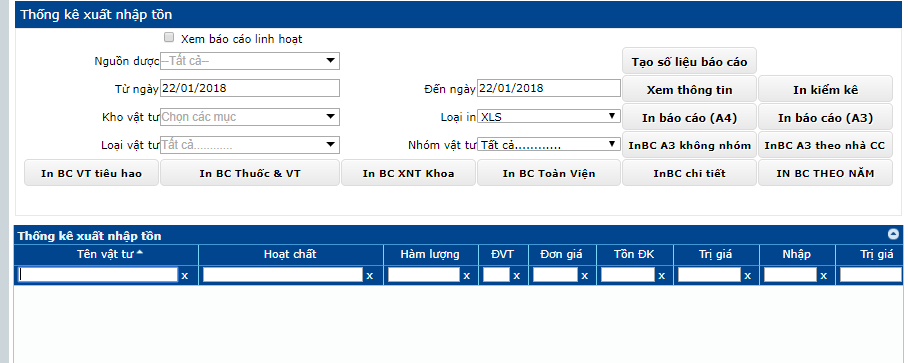 Thống kê xuất nhập tồn
Xem báo cáo linh hoạt
Nguồn dược --Tất cả-- Tạo số liệu báo cáo
Từ ngày 22/01/2018 Đến ngày 22/01/2018 Xem thông tin In kiểm kê
Kho vật tư Chọn các mục Loại in XLS In báo cáo (A4) In báo cáo (A3)
Loại vật tư Tất cả............ Nhóm vật tư Tất cả............ InBC A3 không nhóm InBC A3 theo nhà CC
In BC VT tiêu hao In BC Thuốc & VT In BC XNT Khoa In BC Toàn Viện InBC chi tiết IN BC THEO NĂM
Thống kê xuất nhập tồn
Tên vật tư Hoạt chất Hàm lượng ĐVT Đơn giá Tồn ĐK Trị giá Nhập Trị giá
x x x x x x x x